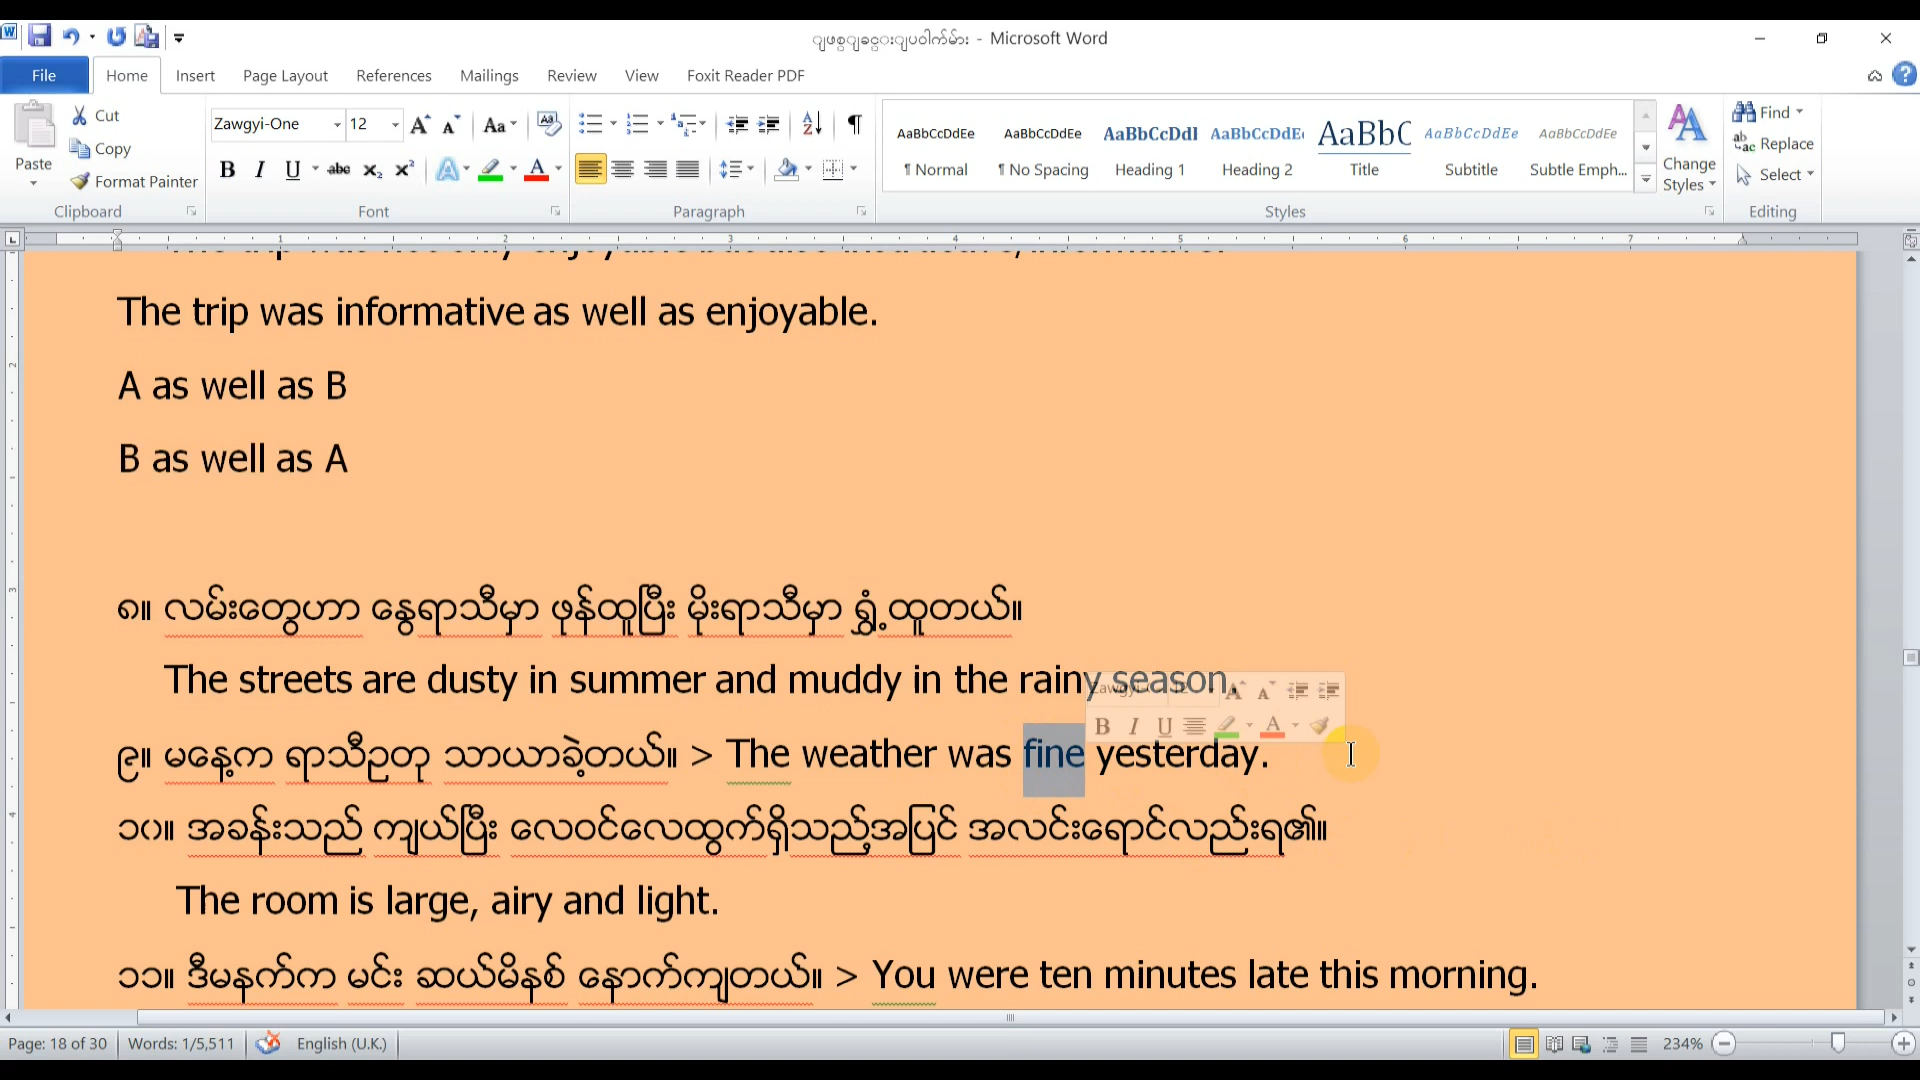 ျဖစ္ျခင္းျပဝါက်မ်ား - Microsoft Word
File Home Insert Page Layout References Mailings Review View Foxit Reader PDF
Cut
Copy
Format Painter
Paste
Clipboard
Zawgyi-One 12
Font
Paragraph
AaBbCcDdEe AaBbCcDdEe AaBbCcDdI AaBbCcDdE AaBbC AaBbCcDdEe AaBbCcDdEe
¶ Normal ¶ No Spacing Heading 1 Heading 2 Title Subtitle Subtle Emph...
Change Styles
Styles
Find
Replace
Select
Editing
The trip was informative as well as enjoyable.
A as well as B
B as well as A
၈။ လမ်းတွေဟာ နွေရာသီမှာ ဖုန်ထူပြီး မိုးရာသီမှာ ရွှံ့ထူတယ်။
The streets are dusty in summer and muddy in the rainy season.
၉။ မနေ့က ရာသီဥတု သာယာခဲ့တယ်။ > The weather was fine yesterday.
၁၀။ အခန်းသည် ကျယ်ပြီး လေဝင်လေထွက်ရှိသည့်အပြင် အလင်းရောင်လည်းရ၏။
The room is large, airy and light.
၁၁။ ဒီမနက်က မင်း ဆယ်မိနစ် နောက်ကျတယ်။ > You were ten minutes late this morning.
Page: 18 of 30 Words: 1/5,511 English (U.K.) 234%